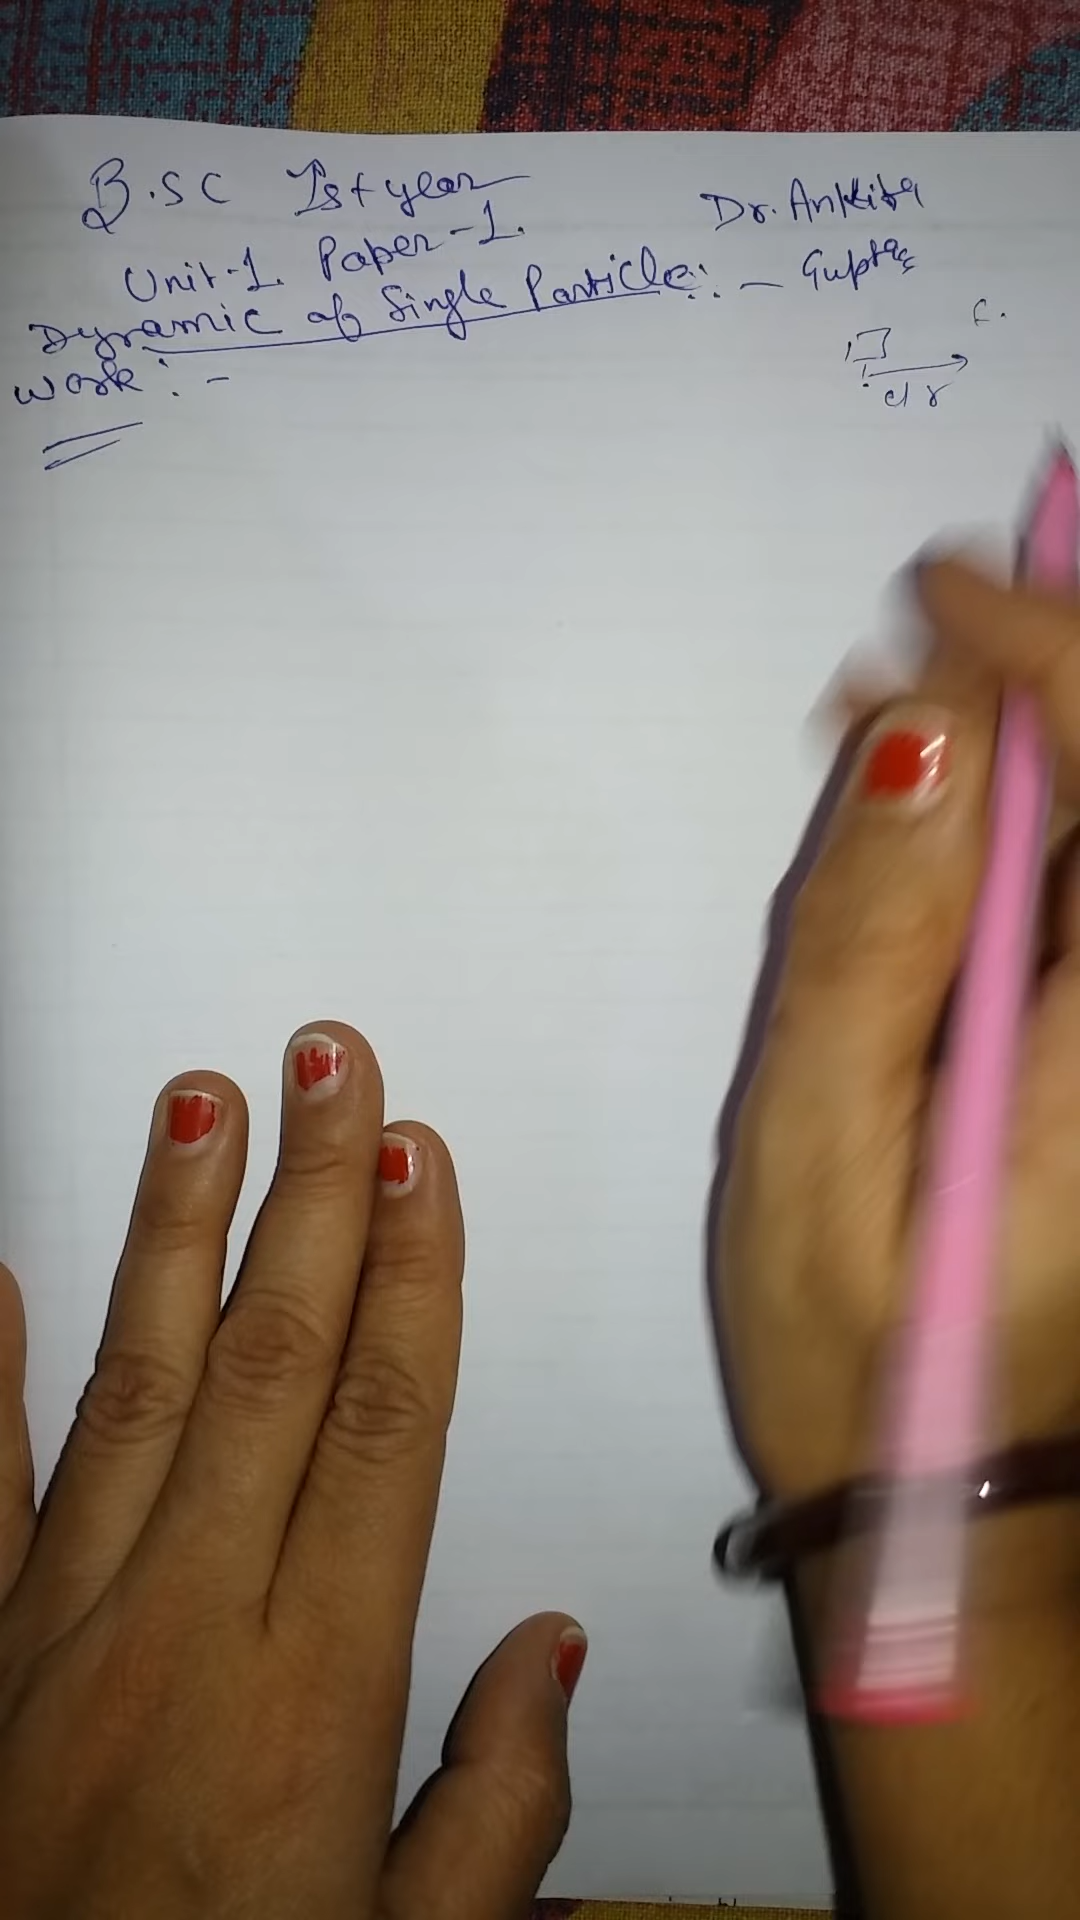 B.SC Ist year
Dr. Ankita
Gupta
Unit-1. Paper-1.
Dynamic of Single Particle:. -
Work: -
F.
dr